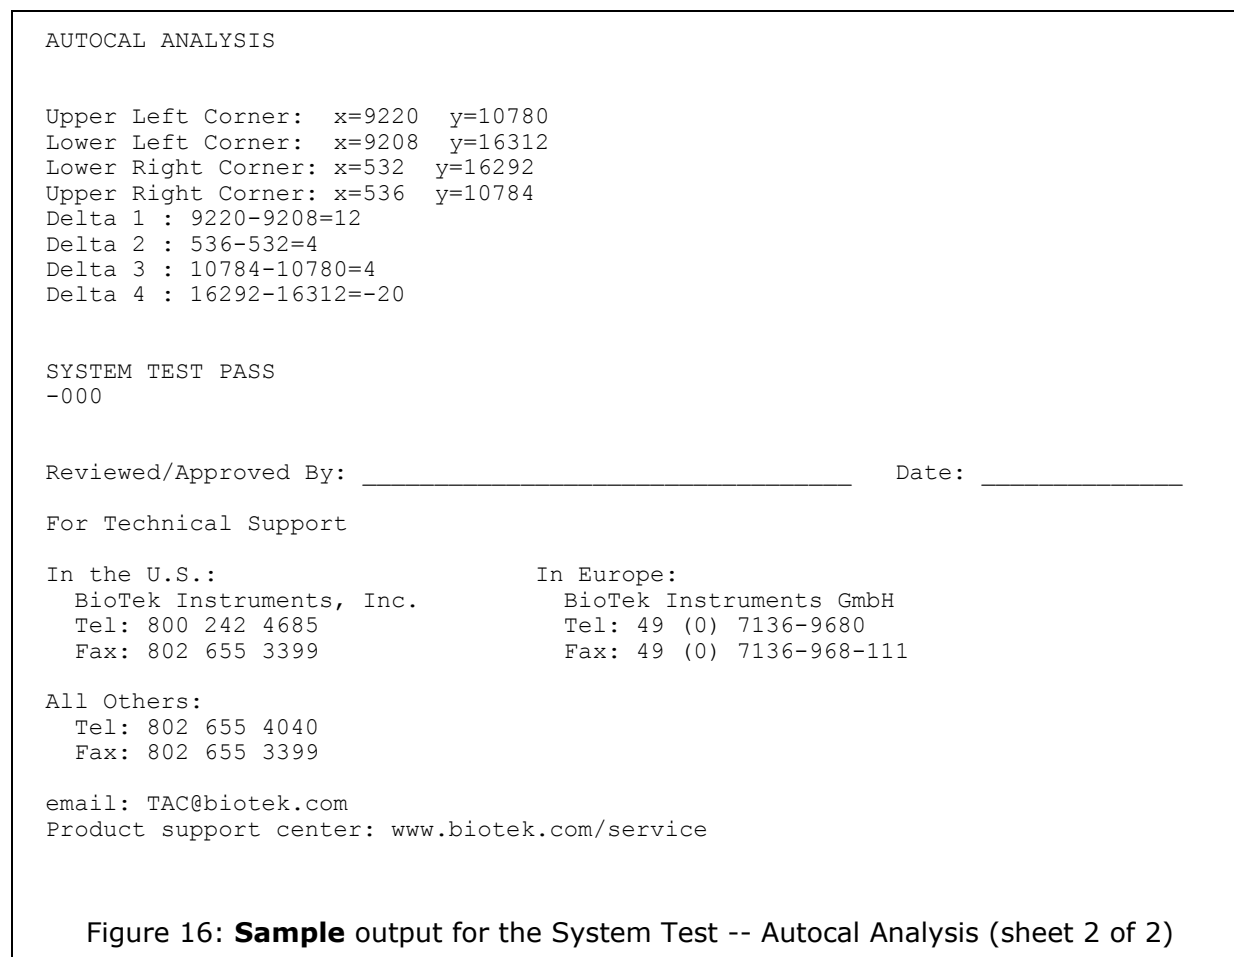 AUTOCAL ANALYSIS
Upper Left Corner:  x=9220  y=10780
Lower Left Corner:  x=9208  y=16312
Lower Right Corner: x=532  y=16292
Upper Right Corner: x=536  y=10784
Delta 1 : 9220-9208=12
Delta 2 : 536-532=4
Delta 3 : 10784-10780=4
Delta 4 : 16292-16312=-20
SYSTEM TEST PASS
-000
Reviewed/Approved By: __________________________________   Date: ______________
For Technical Support
In the U.S.:                      In Europe:
  BioTek Instruments, Inc.          BioTek Instruments GmbH
  Tel: 800 242 4685                 Tel: 49 (0) 7136-9680
  Fax: 802 655 3399                 Fax: 49 (0) 7136-968-111
All Others:
  Tel: 802 655 4040
  Fax: 802 655 3399
email: TAC@biotek.com
Product support center: www.biotek.com/service
Figure 16: Sample output for the System Test -- Autocal Analysis (sheet 2 of 2)